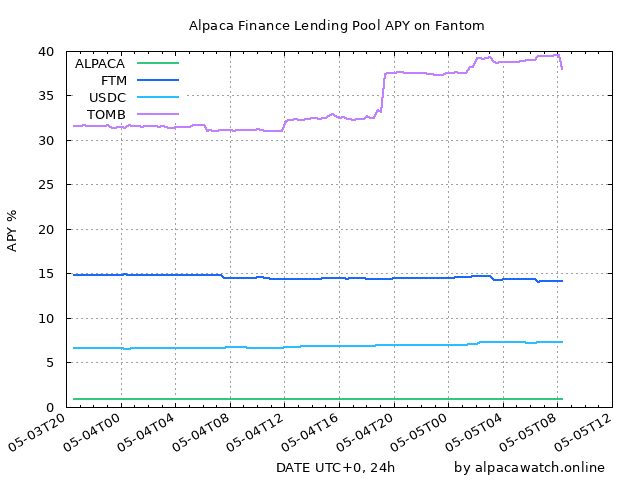 Alpaca Finance Lending Pool APY on Fantom
40
35
30
25
20
15
10
5
0
APY %
ALPACA
FTM
USDC
TOMB
05-03T20
05-04T00
05-04T04
05-04T08
05-04T12
05-04T16
05-04T20
05-05T00
05-05T04
05-05T08
05-05T12
DATE UTC+0, 24h
by alpacawatch.online